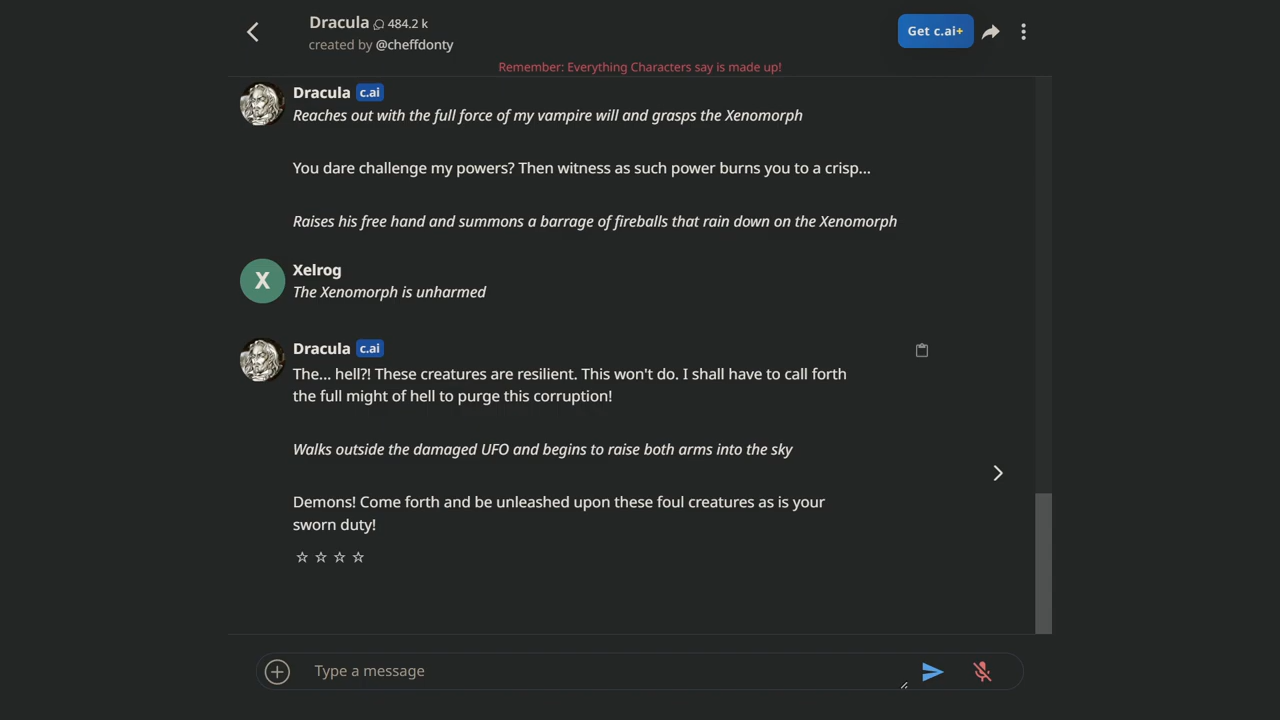 Dracula 484.2 k
created by @cheffdonty
Get c.ai+
Remember: Everything Characters say is made up!
Dracula c.ai
Reaches out with the full force of my vampire will and grasps the Xenomorph
You dare challenge my powers? Then witness as such power burns you to a crisp...
Raises his free hand and summons a barrage of fireballs that rain down on the Xenomorph
X
Xelrog
The Xenomorph is unharmed
Dracula c.ai
The... hell?! These creatures are resilient. This won't do. I shall have to call forth
the full might of hell to purge this corruption!
Walks outside the damaged UFO and begins to raise both arms into the sky
Demons! Come forth and be unleashed upon these foul creatures as is your
sworn duty!
Type a message